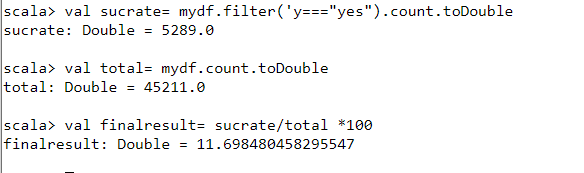 scala> val sucrate= mydf.filter('y==="yes").count.toDouble
sucrate: Double = 5289.0
scala> val total= mydf.count.toDouble
total: Double = 45211.0
scala> val finalresult= sucrate/total *100
finalresult: Double = 11.698480458295547